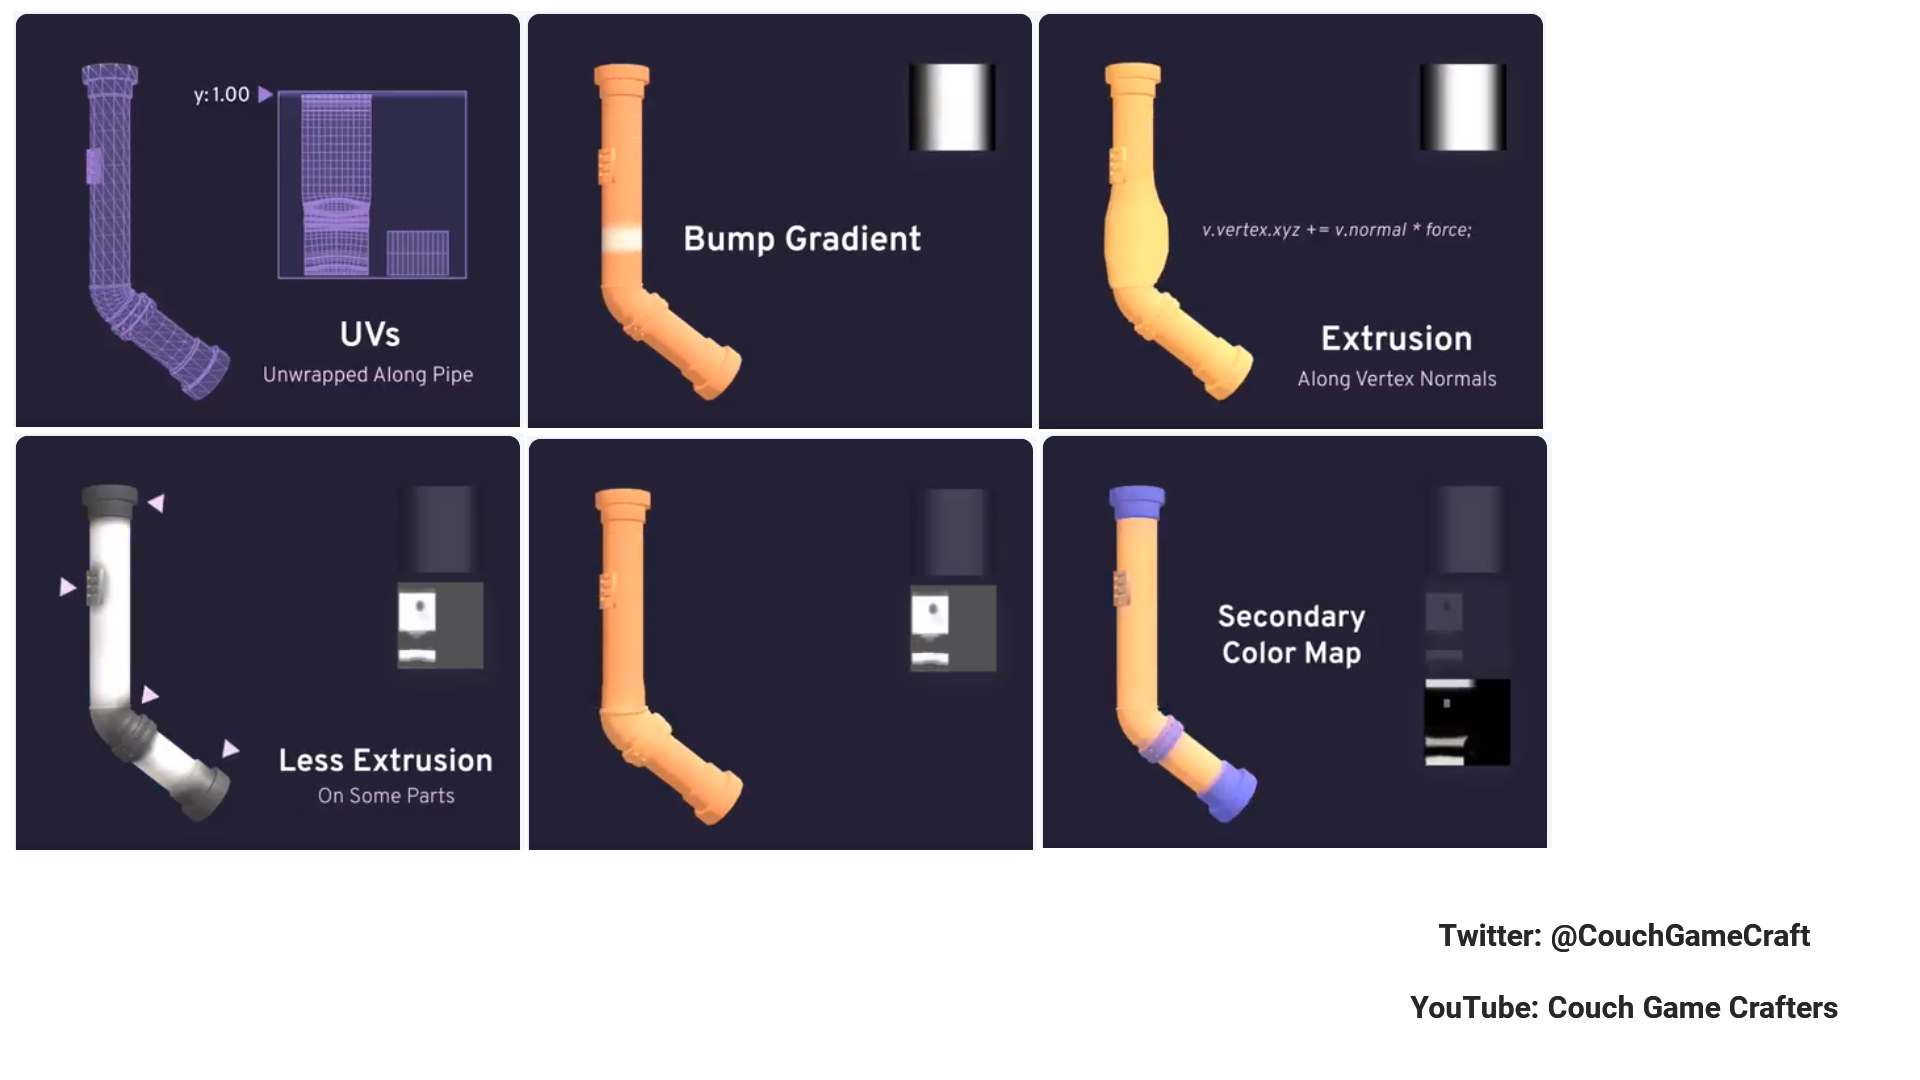 y: 1.00
UVs
Unwrapped Along Pipe
Bump Gradient
v.vertex.xyz += v.normal * force;
Extrusion
Along Vertex Normals
Less Extrusion
On Some Parts
Secondary
Color Map
Twitter: @CouchGameCraft
YouTube: Couch Game Crafters